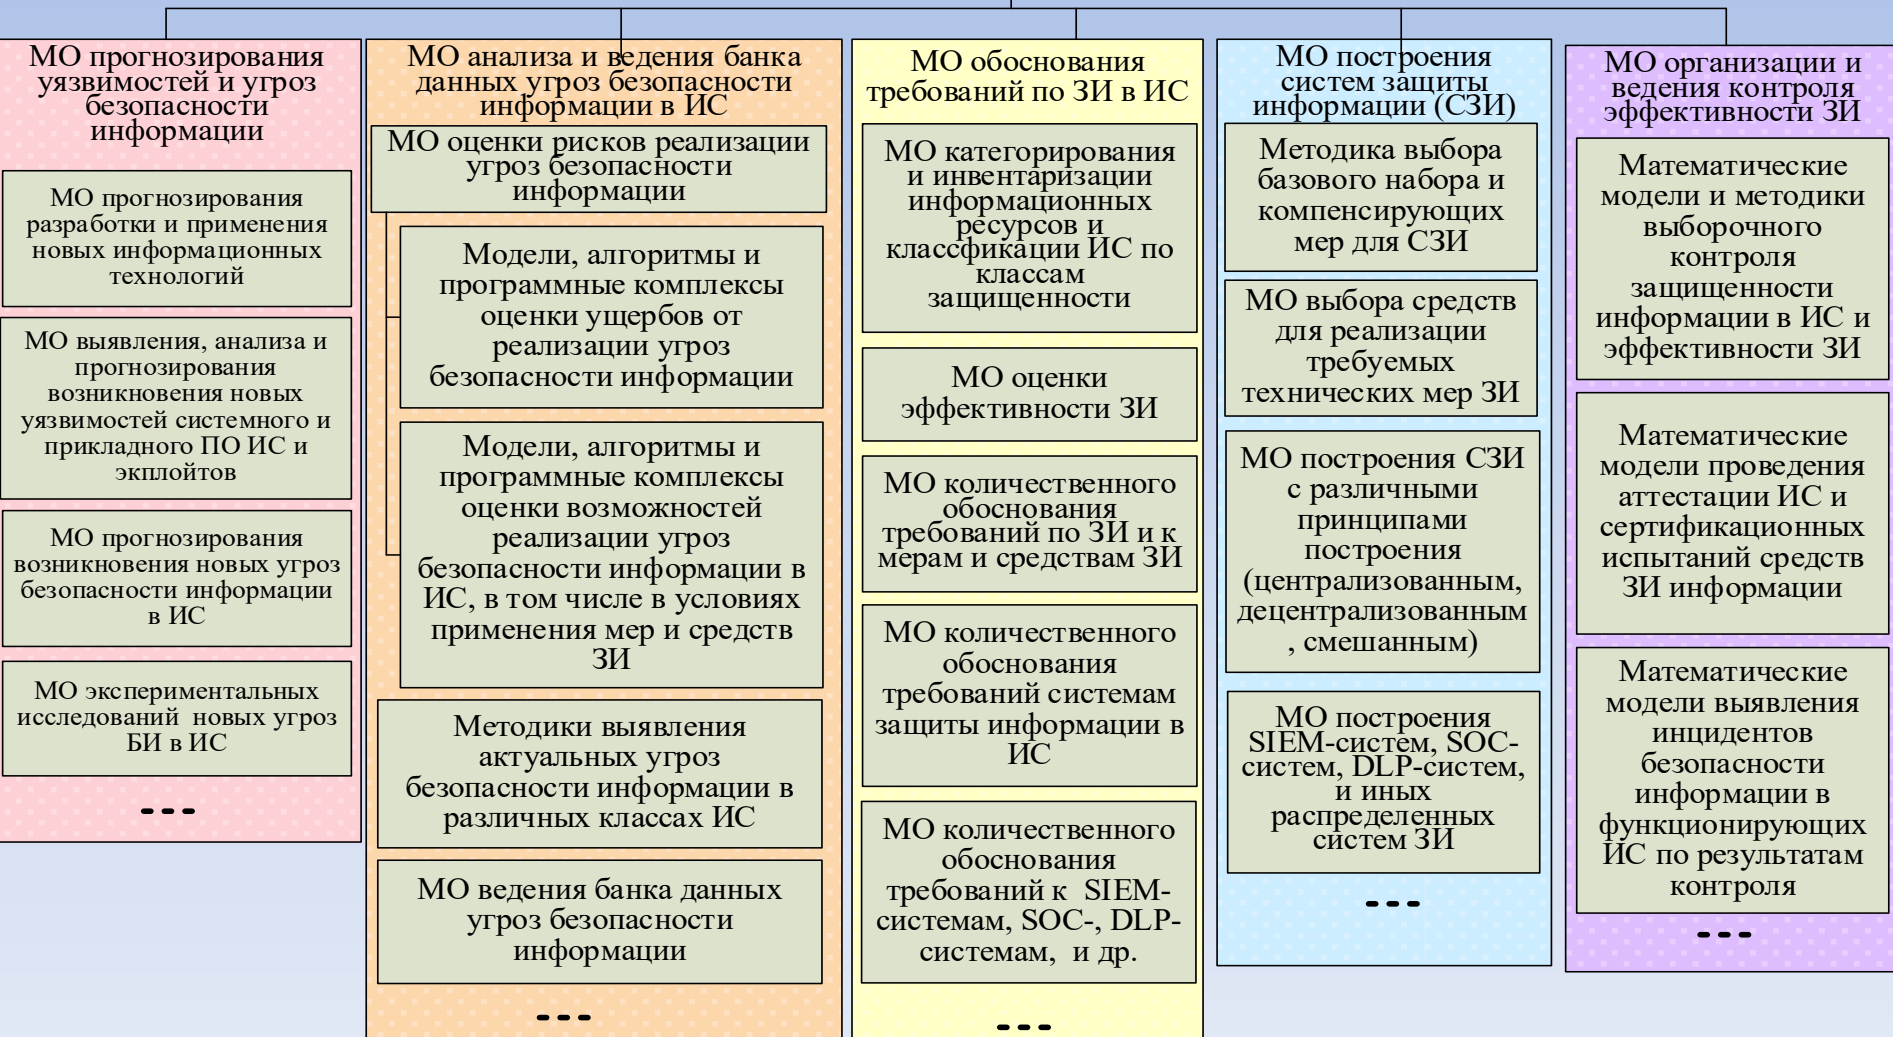 МО прогнозирования
уязвимостей и угроз
безопасности
информации
МО прогнозирования
разработки и применения
новых информационных
технологий
МО выявления, анализа и
прогнозирования
возникновения новых
уязвимостей системного и
прикладного ПО ИС и
экплойтов
МО прогнозирования
возникновения новых угроз
безопасности информации
в ИС
МО экспериментальных
исследований новых угроз
БИ в ИС
---
МО анализа и ведения банка
данных угроз безопасности
информации в ИС
МО оценки рисков реализации
угроз безопасности
информации
Модели, алгоритмы и
программные комплексы
оценки ущербов от
реализации угроз
безопасности информации
Модели, алгоритмы и
программные комплексы
оценки возможностей
реализации угроз
безопасности информации в
ИС, в том числе в условиях
применения мер и средств
ЗИ
Методики выявления
актуальных угроз
безопасности информации в
различных классах ИС
МО ведения банка данных
угроз безопасности
информации
---
МО обоснования
требований по ЗИ в ИС
МО категорирования
и инвентаризации
информационных
ресурсов и
классфикации ИС по
классам
защищенности
МО оценки
эффективности ЗИ
МО количественного
обоснования
требований по ЗИ и к
мерам и средствам ЗИ
МО количественного
обоснования
требований системам
защиты информации в
ИС
МО количественного
обоснования
требований к SIEM-
системам, SOC-, DLP-
системам, и др.
---
МО построения
систем защиты
информации (СЗИ)
Методика выбора
базового набора и
компенсирующих
мер для СЗИ
МО выбора средств
для реализации
требуемых
технических мер ЗИ
МО построения СЗИ
с различными
принципами
построения
(централизованным,
децентрализованным
, смешанным)
МО построения
SIEM-систем, SOC-
систем, DLP-систем,
и иных
распределенных
систем ЗИ
---
МО организации и
ведения контроля
эффективности ЗИ
Математические
модели и методики
выборочного
контроля
защищенности
информации в ИС и
эффективности ЗИ
Математические
модели проведения
аттестации ИС и
сертификационных
испытаний средств
ЗИ информации
Математические
модели выявления
инцидентов
безопасности
информации в
функционирующих
ИС по результатам
контроля
---